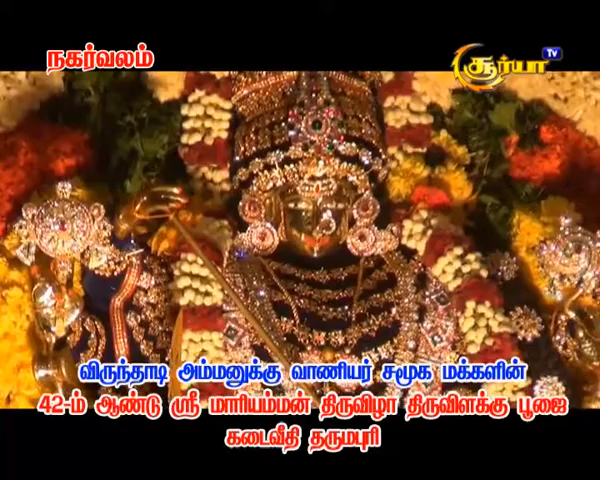 நகர்வலம்
சூர்யா TV
விருந்தாடி அம்மனுக்கு வாணியர் சமூக மக்களின்
42-ம் ஆண்டு ஸ்ரீ மாரியம்மன் திருவிழா திருவிளக்கு பூஜை
கடைவீதி தருமபுரி